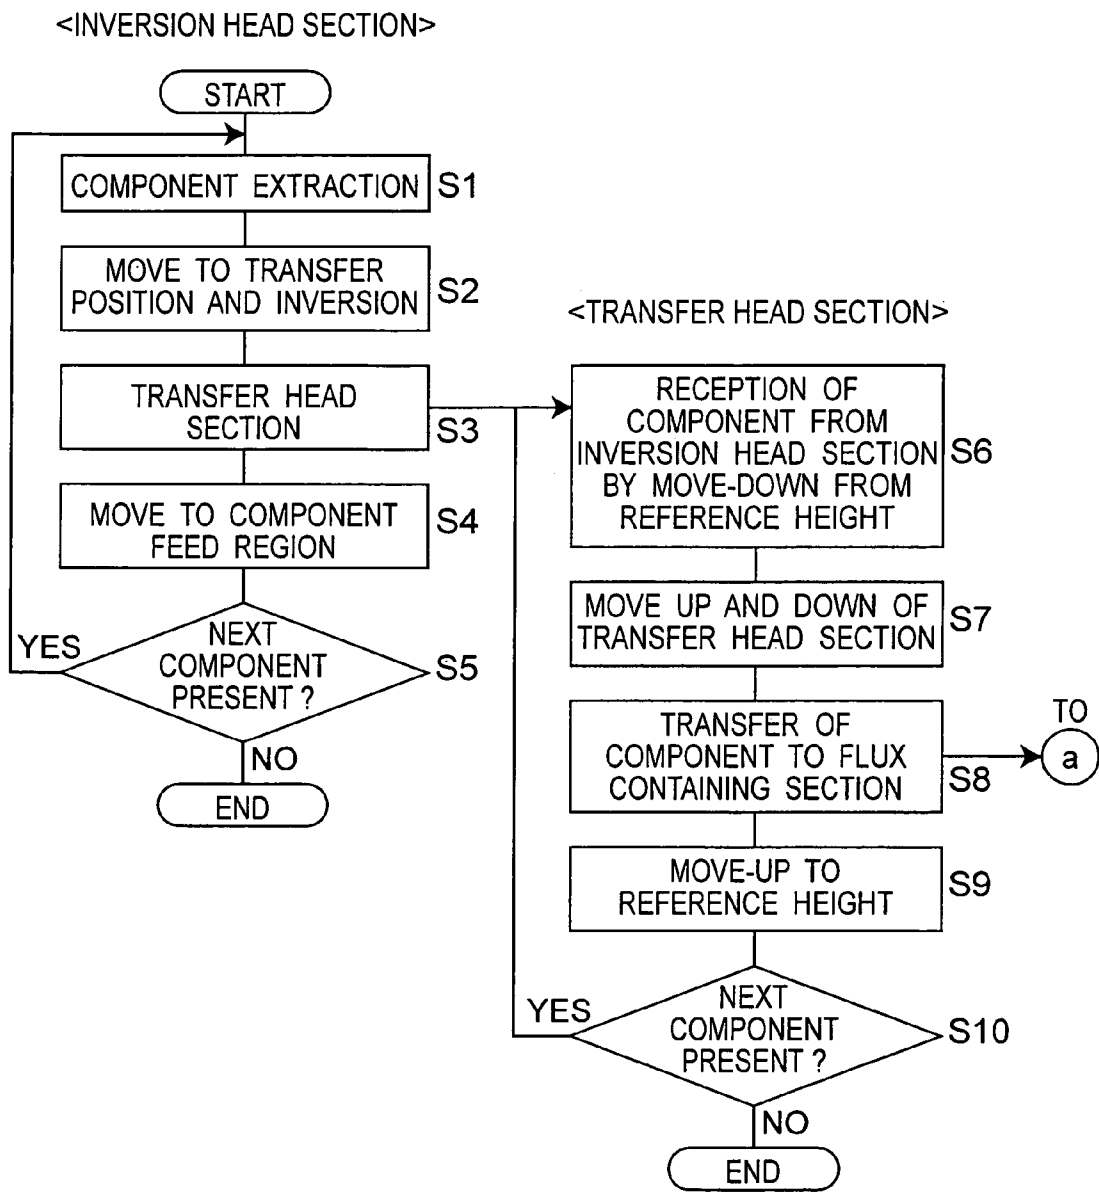 <INVERSION HEAD SECTION>
START
COMPONENT EXTRACTION
S1
MOVE TO TRANSFER
POSITION AND INVERSION
S2
TRANSFER HEAD
SECTION
S3
MOVE TO COMPONENT
FEED REGION
S4
YES
NEXT
COMPONENT
PRESENT ?
S5
NO
END
<TRANSFER HEAD SECTION>
RECEPTION OF
COMPONENT FROM
INVERSION HEAD SECTION
BY MOVE-DOWN FROM
REFERENCE HEIGHT
S6
MOVE UP AND DOWN OF
TRANSFER HEAD SECTION
S7
TRANSFER OF
COMPONENT TO FLUX
CONTAINING SECTION
S8
TO
a
MOVE-UP TO
REFERENCE HEIGHT
S9
YES
NEXT
COMPONENT
PRESENT ?
S10
NO
END